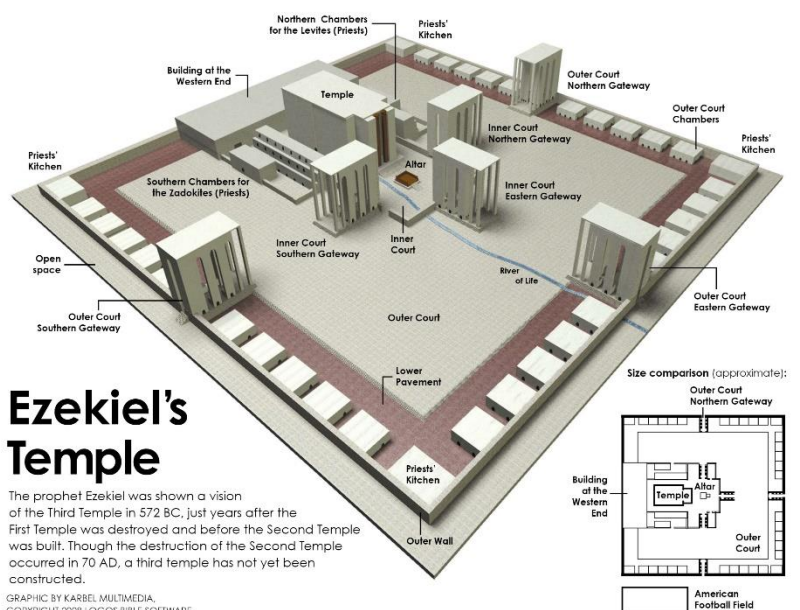 Northern Chambers
for the Levites (Priests)
Priests'
Kitchen
Building at the
Western End
Temple
Outer Court
Northern Gateway
Outer Court
Chambers
Priests'
Kitchen
Inner Court
Northern Gateway
Priests'
Kitchen
Altar
Southern Chambers for
the Zadokites (Priests)
Inner Court
Eastern Gateway
Inner Court
Southern Gateway
Inner
Court
Open
space
River
of Life
Outer Court
Southern Gateway
Outer Court
Eastern Gateway
Outer Court
Lower
Pavement
Priests'
Kitchen
Outer Wall
Ezekiel's
Temple
The prophet Ezekiel was shown a vision
of the Third Temple in 572 BC, just years after the
First Temple was destroyed and before the Second Temple
was built. Though the destruction of the Second Temple
occurred in 70 AD, a third temple has not yet been
constructed.
GRAPHIC BY KARBEL MULTIMEDIA,
COPYRIGHT 2008 LOGOS BIBLE SOFTWARE
Size comparison (approximate):
Outer Court
Northern Gateway
Building
at the
Western
End
Temple
Altar
Outer
Court
American
Football Field